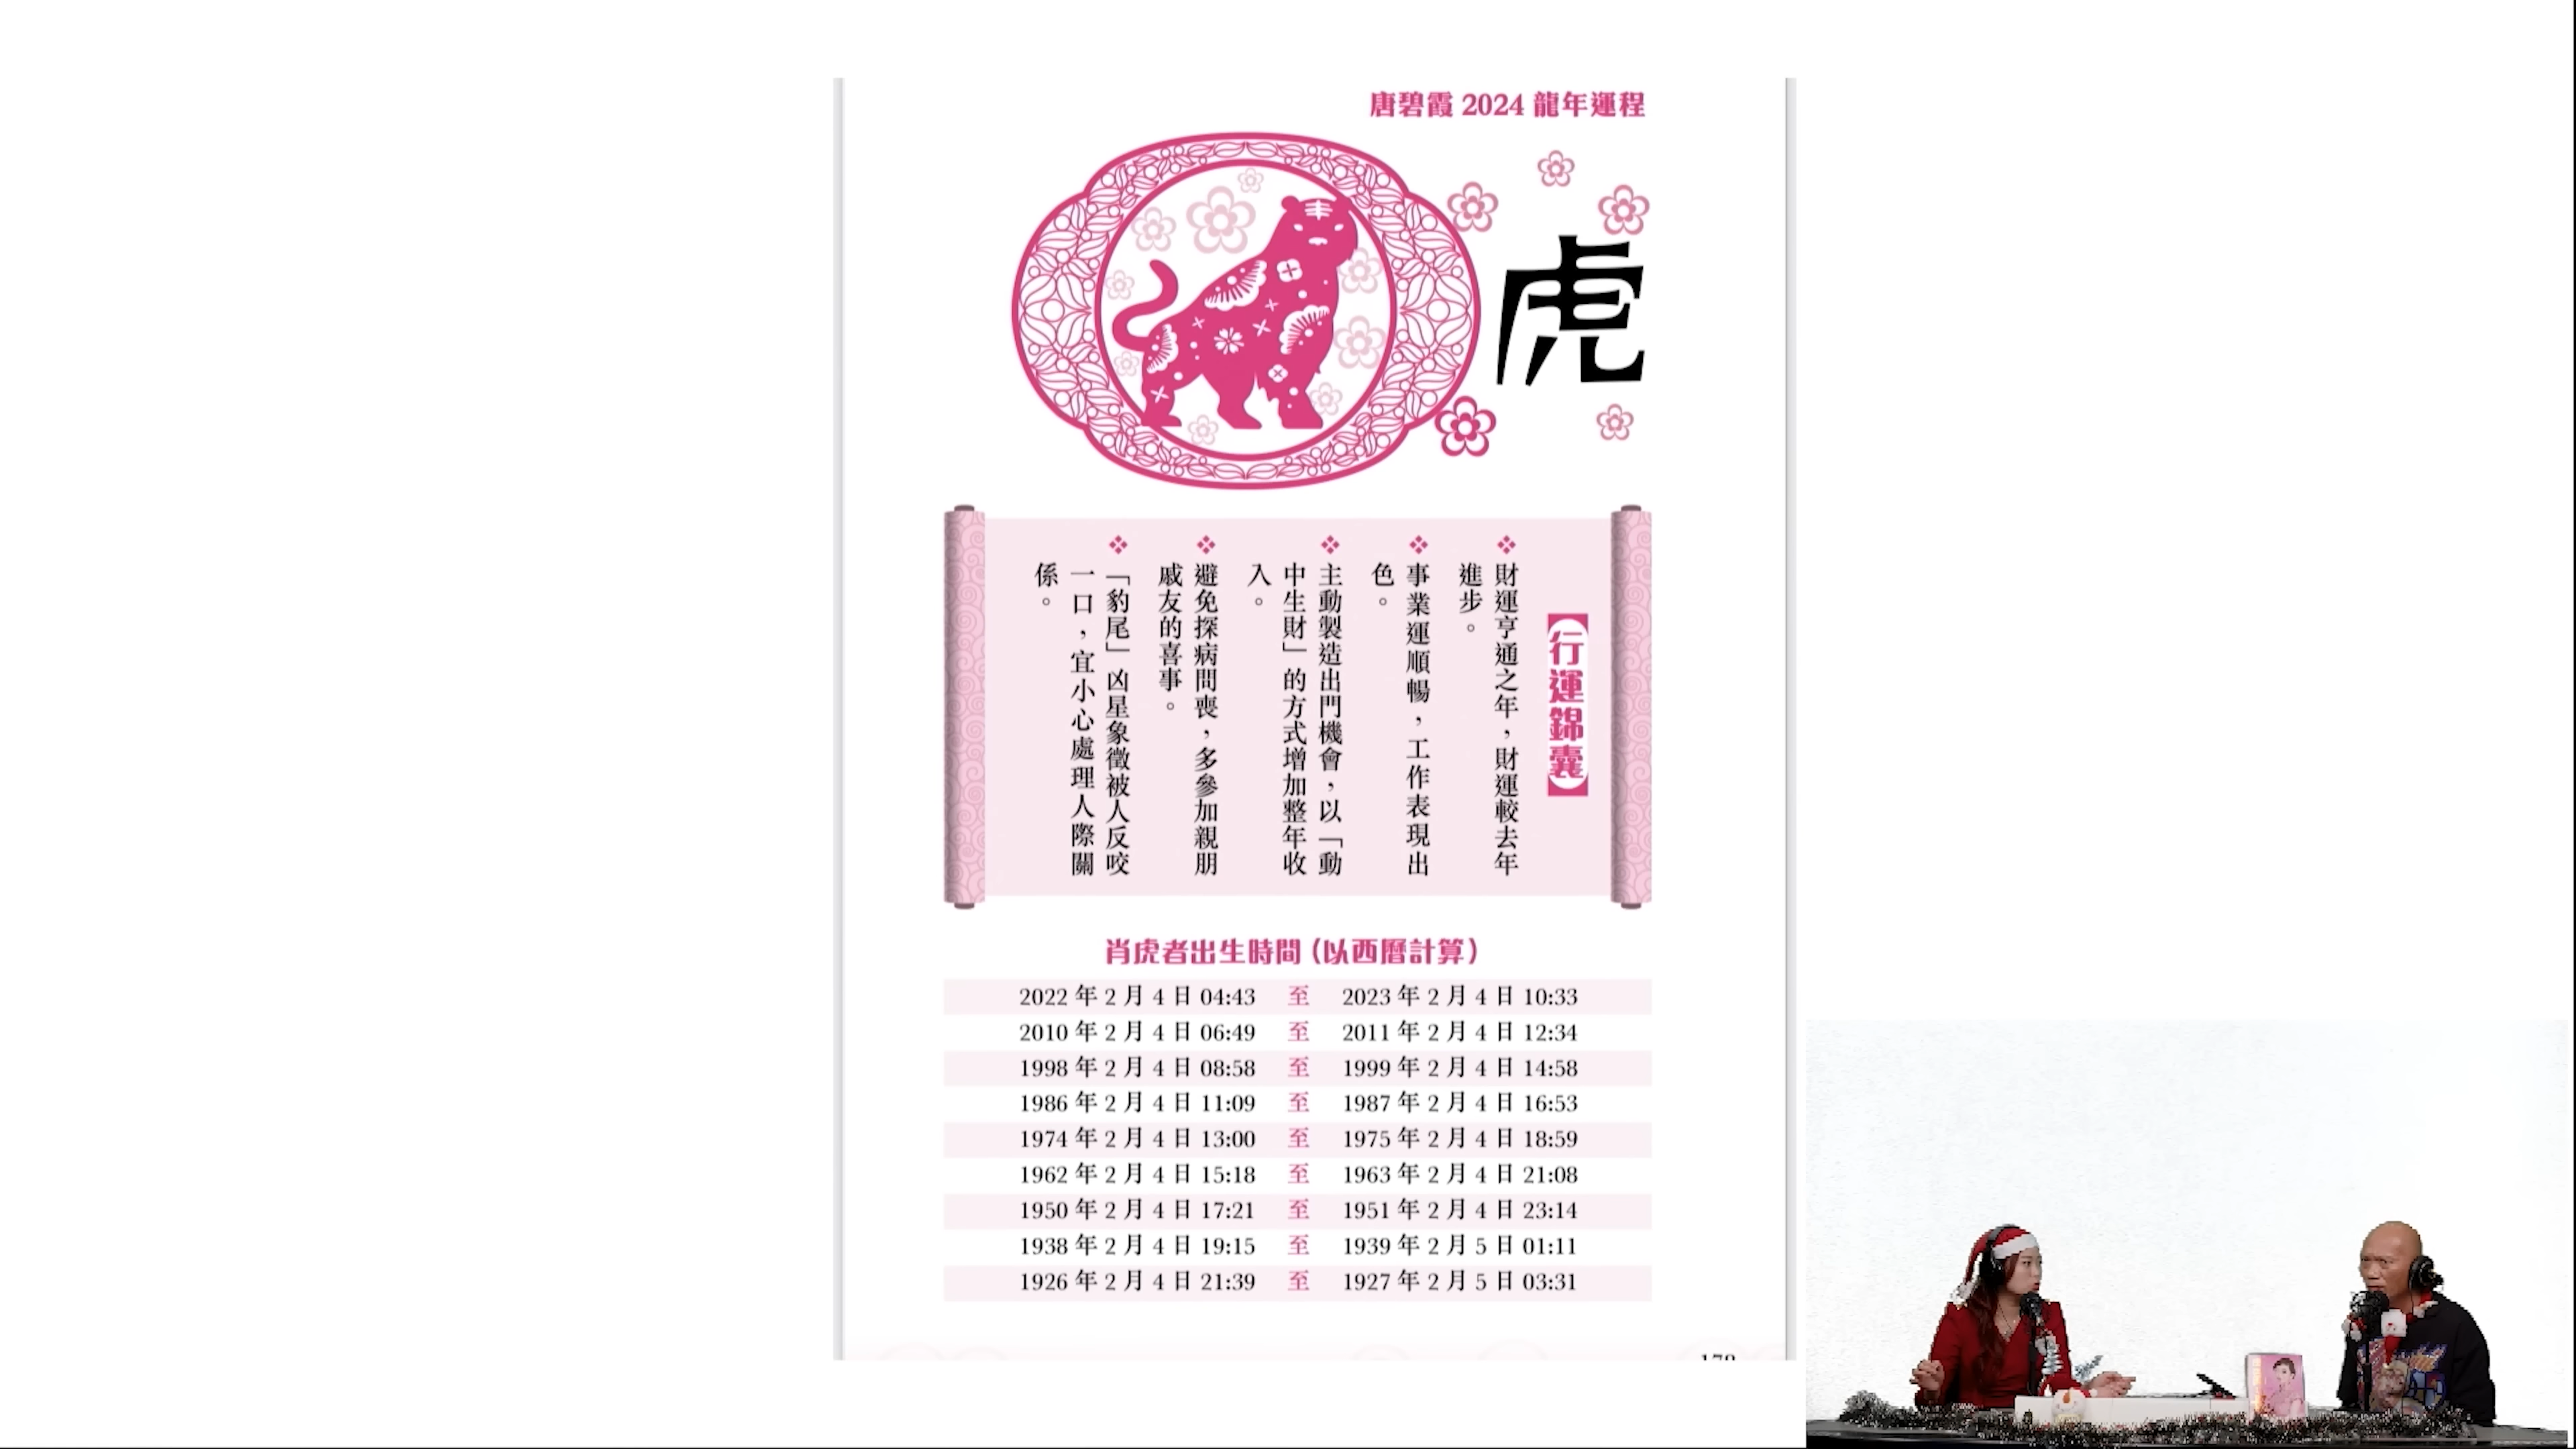 唐碧霞 2024 龍年運程
虎
【行運錦囊】
❖ 財運亨通之年，財運較去年
進步。
❖ 事業運順暢，工作表現出
色。
❖ 主動製造出門機會，以「動
中生財」的方式增加整年收
入。
❖ 避免探病問喪，多參加親朋
戚友的喜事。
❖ 「豹尾」凶星象徵被人反咬
一口，宜小心處理人際關
係。
肖虎者出生時間（以西曆計算）
2022 年 2 月 4 日 04:43 至 2023 年 2 月 4 日 10:33
2010 年 2 月 4 日 06:49 至 2011 年 2 月 4 日 12:34
1998 年 2 月 4 日 08:58 至 1999 年 2 月 4 日 14:58
1986 年 2 月 4 日 11:09 至 1987 年 2 月 4 日 16:53
1974 年 2 月 4 日 13:00 至 1975 年 2 月 4 日 18:59
1962 年 2 月 4 日 15:18 至 1963 年 2 月 4 日 21:08
1950 年 2 月 4 日 17:21 至 1951 年 2 月 4 日 23:14
1938 年 2 月 4 日 19:15 至 1939 年 2 月 5 日 01:11
1926 年 2 月 4 日 21:39 至 1927 年 2 月 5 日 03:31